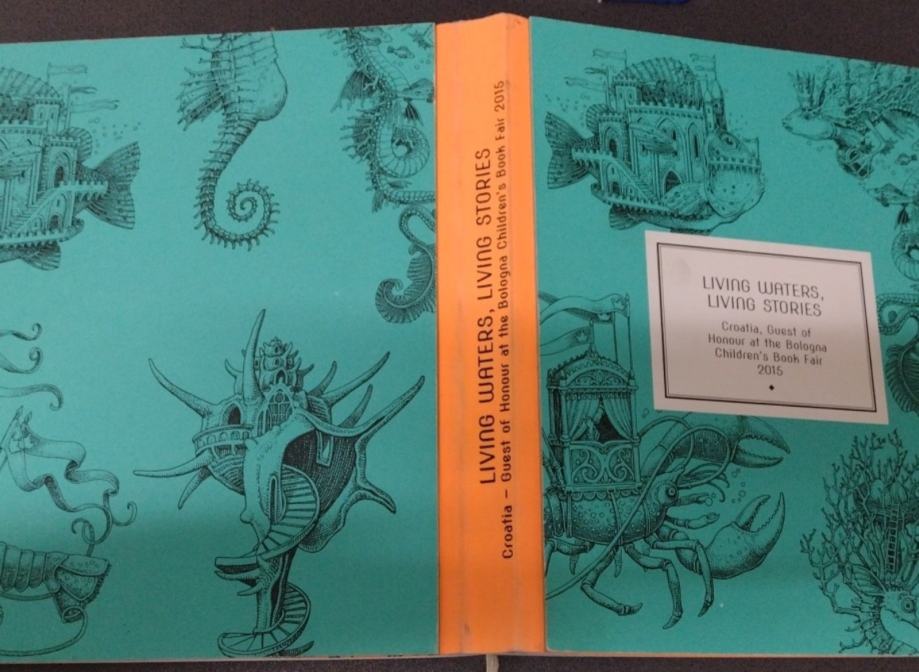 LIVING WATERS, LIVING STORIES
Croatia – Guest of Honour at the Bologna Children's Book Fair 2015
LIVING WATERS,
LIVING STORIES
Croatia, Guest of
Honour at the Bologna
Children's Book Fair
2015